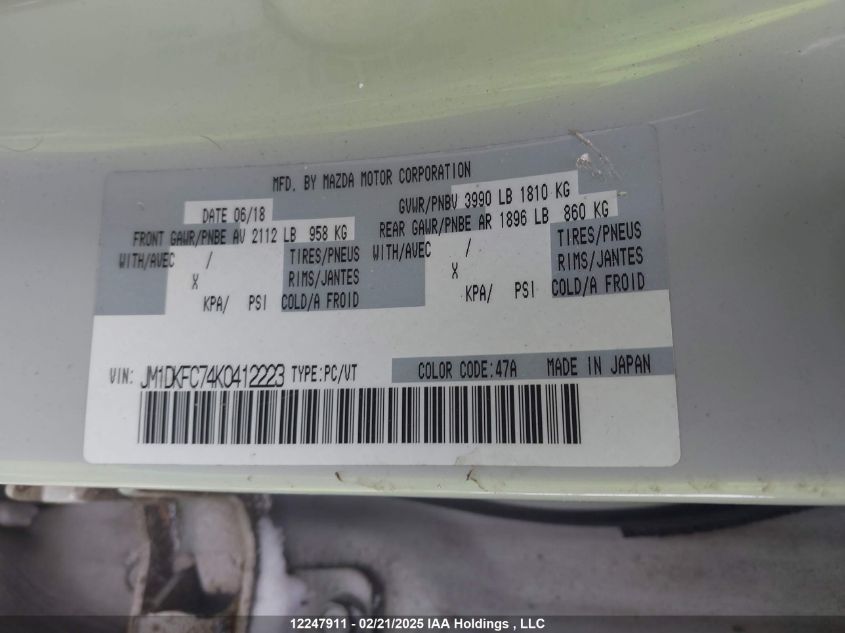 MFD. BY MAZDA MOTOR CORPORATION
DATE 06/18 GVWR/PNBV 3990 LB 1810 KG
FRONT GAWR/PNBE AV 2112 LB 958 KG REAR GAWR/PNBE AR 1896 LB 860 KG
WITH/AVEC / TIRES/PNEUS WITH/AVEC / TIRES/PNEUS
X RIMS/JANTES X RIMS/JANTES
KPA/ PSI COLD/A FROID KPA/ PSI COLD/A FROID
VIN: JM1DKFC74K0412223 TYPE:PC/VT COLOR CODE:47A MADE IN JAPAN
12247911 - 02/21/2025 IAA Holdings , LLC